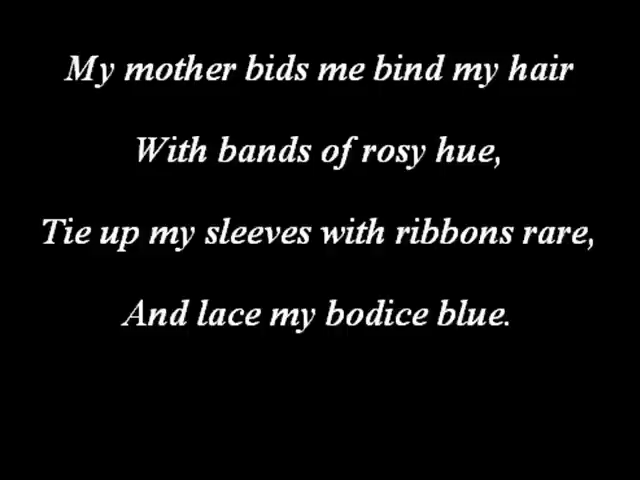 My mother bids me bind my hair
With bands of rosy hue,
Tie up my sleeves with ribbons rare,
And lace my bodice blue.